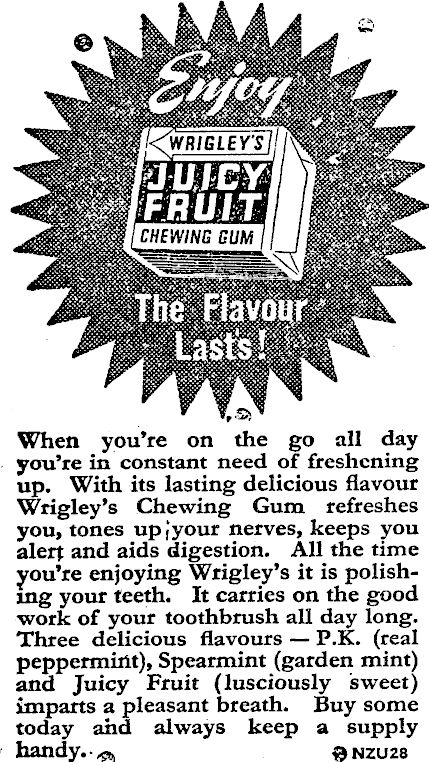 Enjoy
WRIGLEY'S
JUICY
FRUIT
CHEWING GUM
The Flavour
Lasts!
When you're on the go all day
you're in constant need of freshening
up. With its lasting delicious flavour
Wrigley's Chewing Gum refreshes
you, tones up your nerves, keeps you
alert and aids digestion. All the time
you're enjoying Wrigley's it is polish-
ing your teeth. It carries on the good
work of your toothbrush all day long.
Three delicious flavours — P.K. (real
peppermint), Spearmint (garden mint)
and Juicy Fruit (lusciously sweet)
imparts a pleasant breath. Buy some
today and always keep a supply
handy.
NZU28